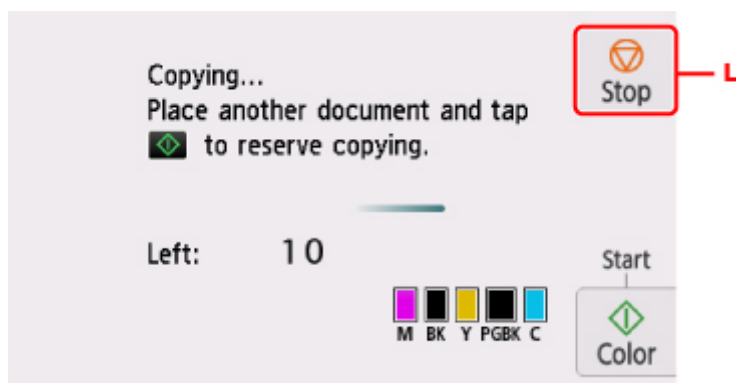 Copying...
Place another document and tap
to reserve copying.
Stop
L
Left: 10
Start
M BK Y PGBK C
Color